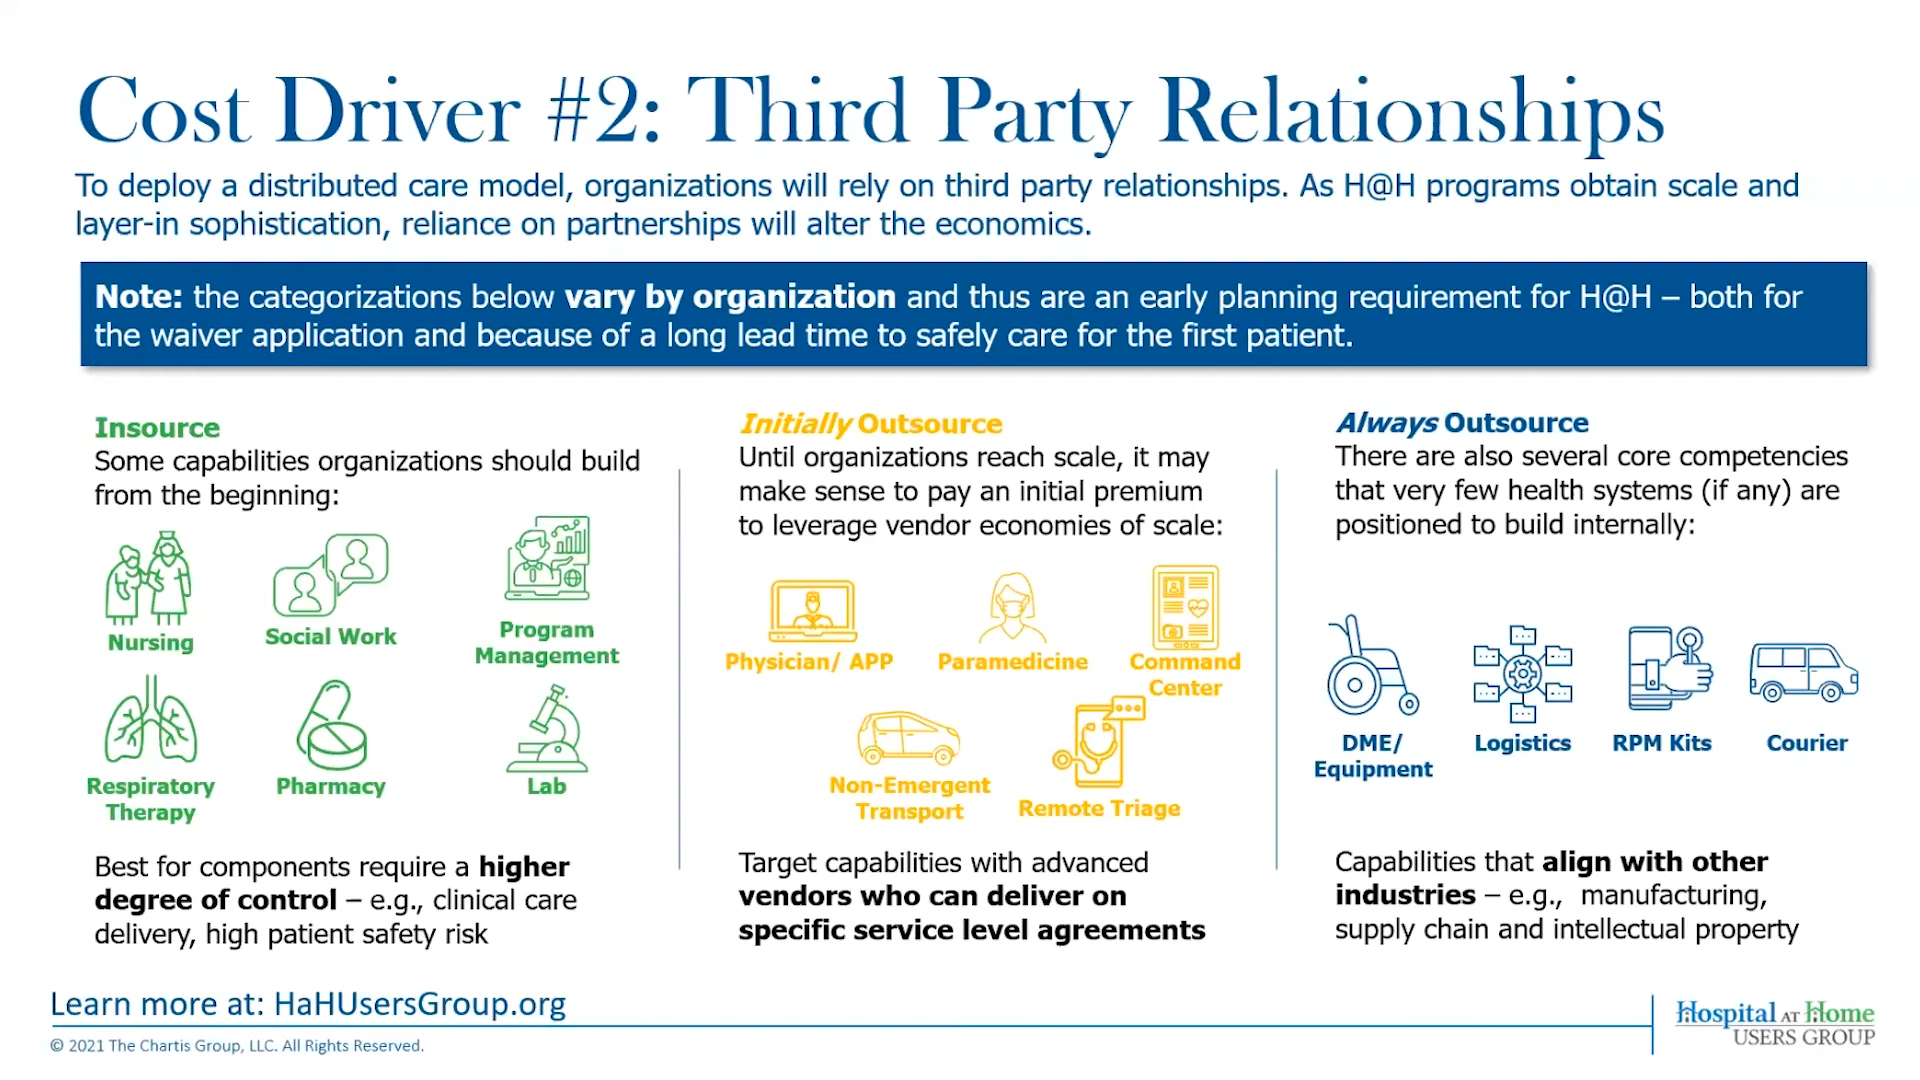 Cost Driver #2: Third Party Relationships
To deploy a distributed care model, organizations will rely on third party relationships. As H@H programs obtain scale and
layer-in sophistication, reliance on partnerships will alter the economics.
Note: the categorizations below vary by organization and thus are an early planning requirement for H@H – both for
the waiver application and because of a long lead time to safely care for the first patient.
Insource
Some capabilities organizations should build
from the beginning:
Nursing
Social Work
Program
Management
Respiratory
Therapy
Pharmacy
Lab
Best for components require a higher
degree of control – e.g., clinical care
delivery, high patient safety risk
Initially Outsource
Until organizations reach scale, it may
make sense to pay an initial premium
to leverage vendor economies of scale:
Physician/ APP
Paramedicine
Command
Center
Non-Emergent
Transport
Remote Triage
Target capabilities with advanced
vendors who can deliver on
specific service level agreements
Always Outsource
There are also several core competencies
that very few health systems (if any) are
positioned to build internally:
DME/
Equipment
Logistics
RPM Kits
Courier
Capabilities that align with other
industries – e.g., manufacturing,
supply chain and intellectual property
Learn more at: HaHUsersGroup.org
© 2021 The Chartis Group, LLC. All Rights Reserved.
Hospital AT Home
USERS GROUP